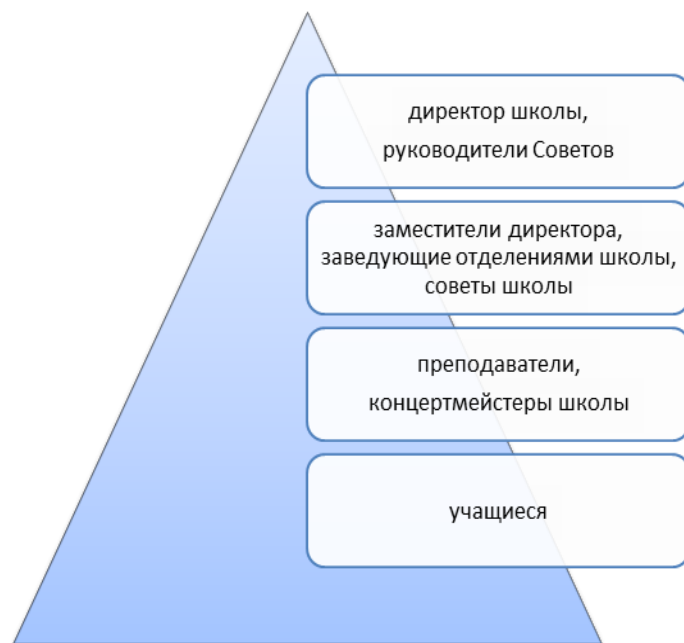 директор школы,
руководители Советов
заместители директора,
заведующие отделениями школы,
советы школы
преподаватели,
концертмейстеры школы
учащиеся